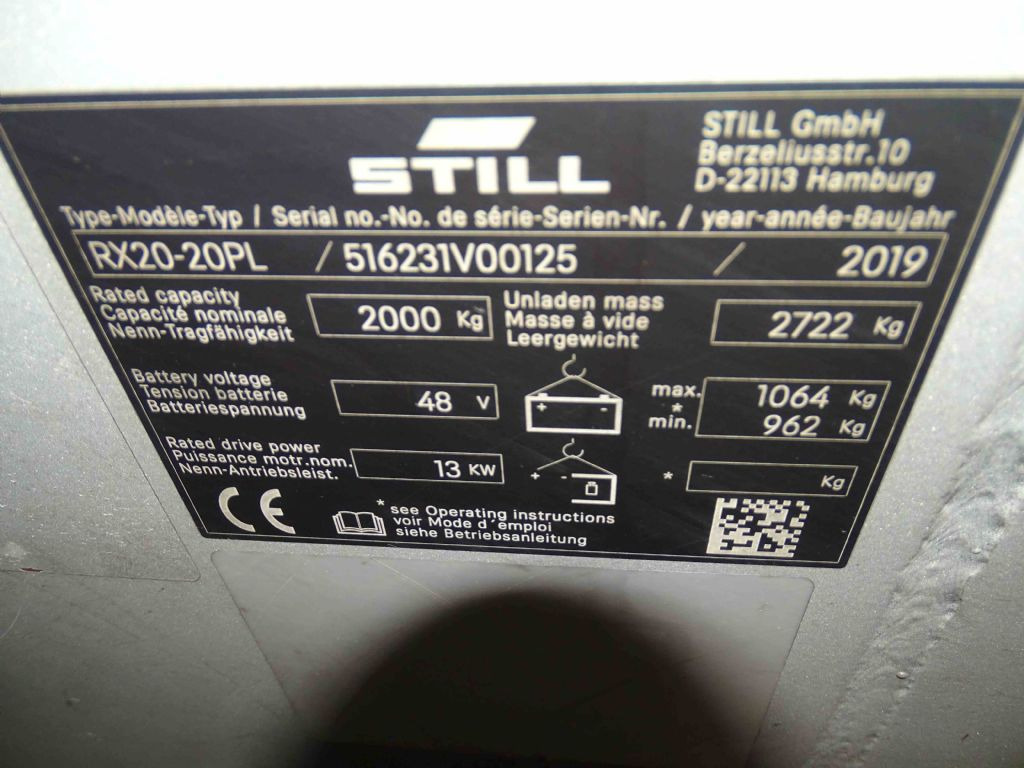 STILL
STILL GmbH
Berzeliusstr.10
D-22113 Hamburg
Type-Modèle-Typ / Serial no.-No. de série-Serien-Nr. / year-année-Baujahr
RX20-20PL / 516231V00125 / 2019
Rated capacity
Capacité nominale
Nenn-Tragfähigkeit
2000 Kg
Unladen mass
Masse à vide
Leergewicht
2722 Kg
Battery voltage
Tension batterie
Batteriespannung
48 V
+ -
max. 1064 Kg
*
min. 962 Kg
Rated drive power
Puissance motr.nom.
Nenn-Antriebsleist.
13 KW
+ -
* Kg
CE
* see Operating instructions
voir Mode d'emploi
siehe Betriebsanleitung